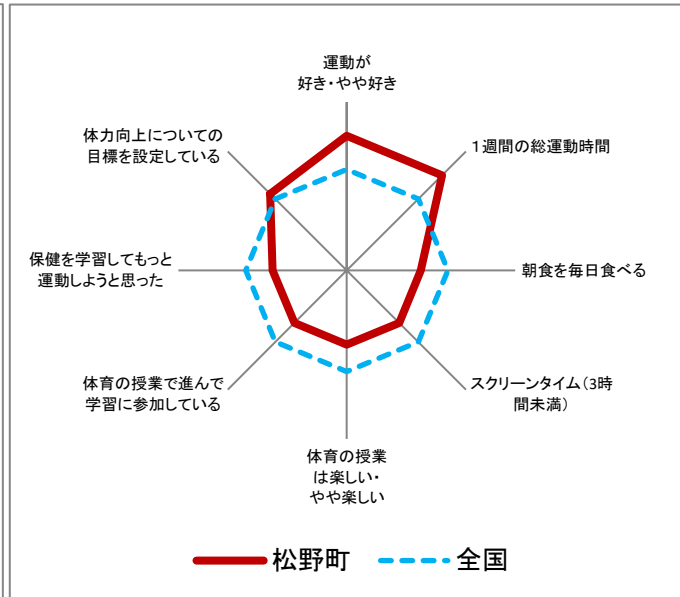 運動が
好き・やや好き
体力向上についての
目標を設定している
１週間の総運動時間
保健を学習してもっと
運動しようと思った
朝食を毎日食べる
体育の授業で進んで
学習に参加している
スクリーンタイム（3時
間未満）
体育の授業
は楽しい・
やや楽しい
松野町
全国